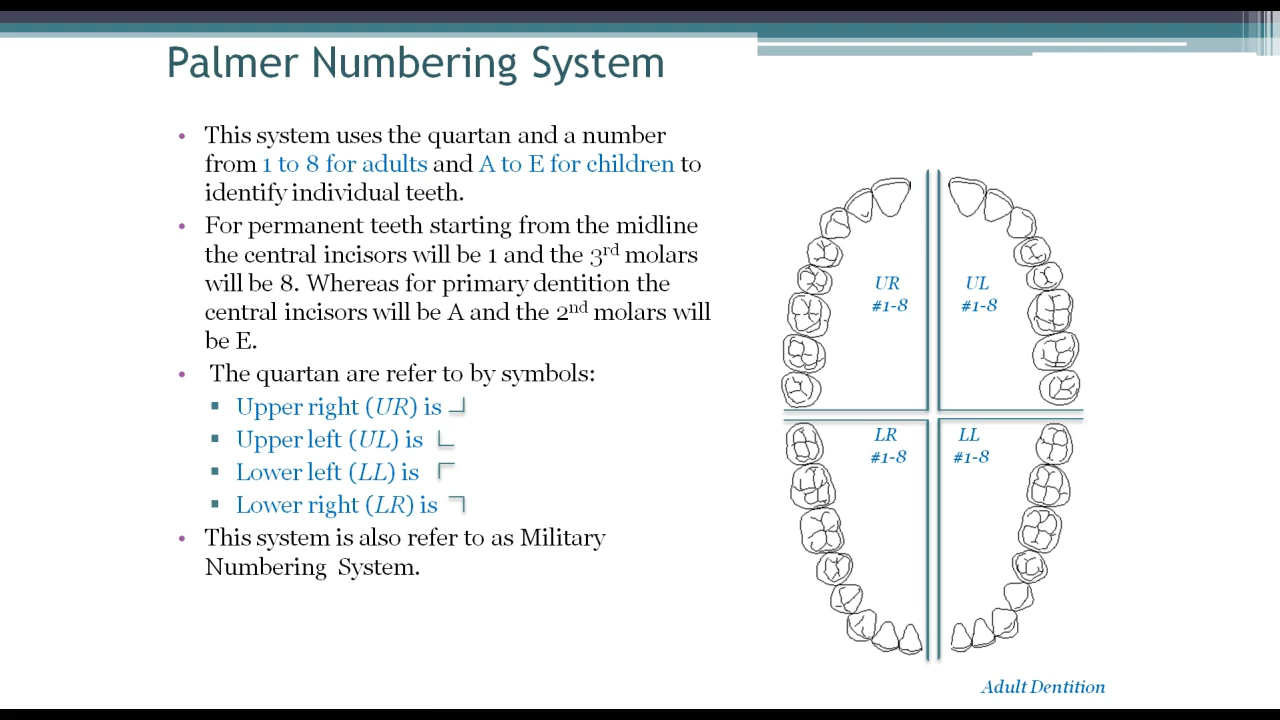 Palmer Numbering System
• This system uses the quartan and a number
from 1 to 8 for adults and A to E for children to
identify individual teeth.
• For permanent teeth starting from the midline
the central incisors will be 1 and the 3rd molars
will be 8. Whereas for primary dentition the
central incisors will be A and the 2nd molars will
be E.
• The quartan are refer to by symbols:
▪ Upper right (UR) is ┘
▪ Upper left (UL) is └
▪ Lower left (LL) is ┌
▪ Lower right (LR) is ┐
• This system is also refer to as Military
Numbering System.
UR
#1-8
UL
#1-8
LR
#1-8
LL
#1-8
Adult Dentition